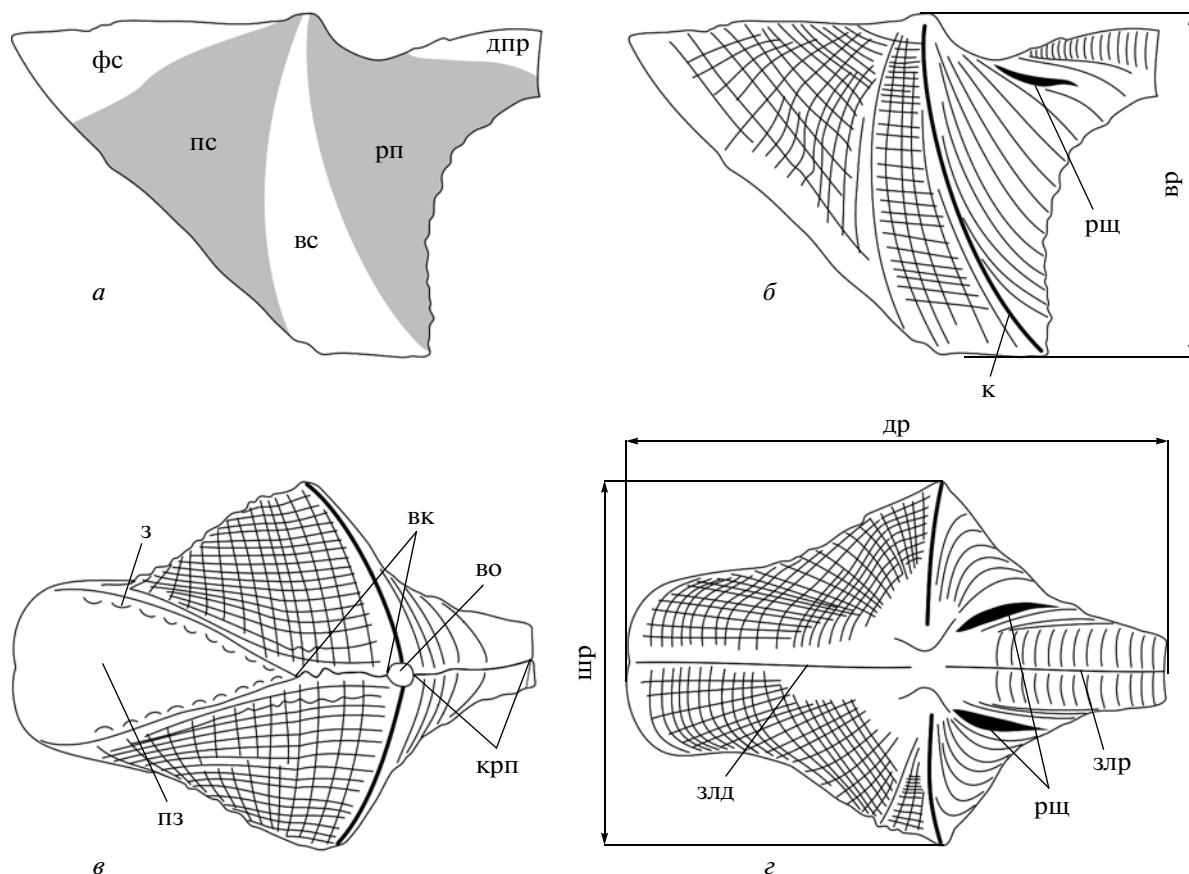 фс
дпр
пс
рп
вс
а
б
вр
рщ
к
др
з
вк
во
шр
крп
пз
злд
рщ
злр
в
г